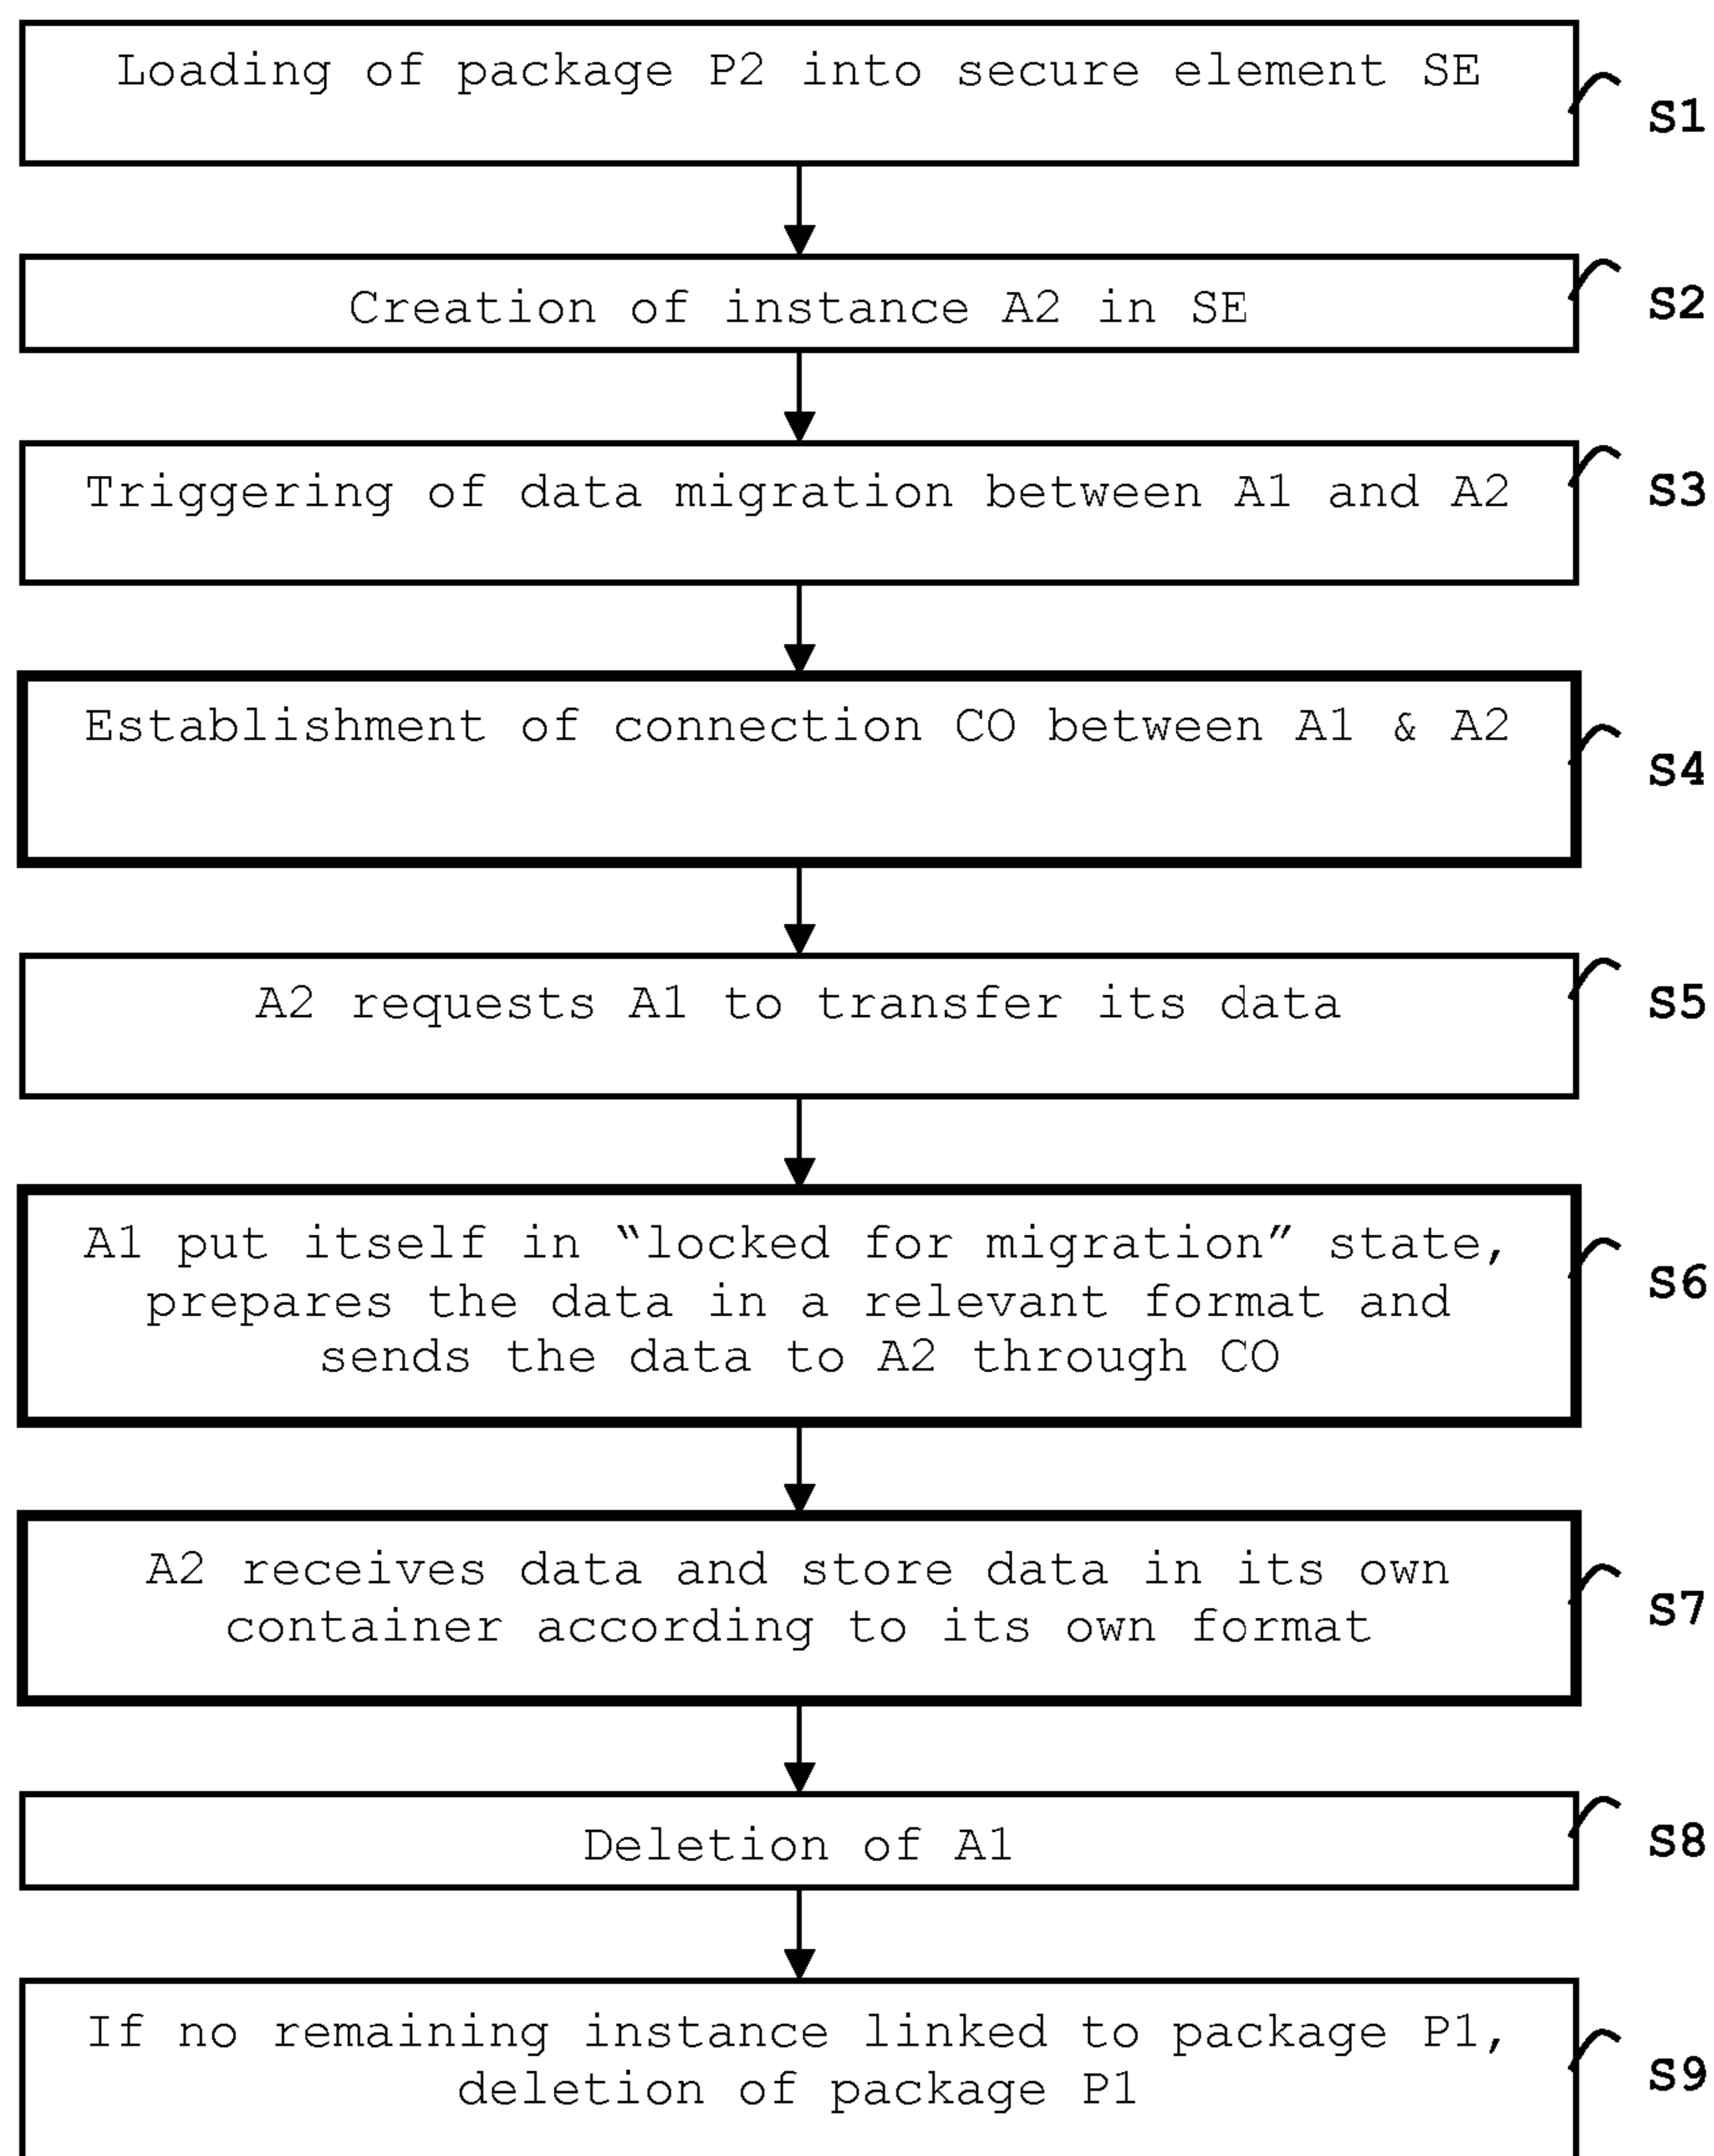 Loading of package P2 into secure element SE
S1
Creation of instance A2 in SE
S2
Triggering of data migration between A1 and A2
S3
Establishment of connection CO between A1 & A2
S4
A2 requests A1 to transfer its data
S5
A1 put itself in “locked for migration” state,
prepares the data in a relevant format and
sends the data to A2 through CO
S6
A2 receives data and store data in its own
container according to its own format
S7
Deletion of A1
S8
If no remaining instance linked to package P1,
deletion of package P1
S9